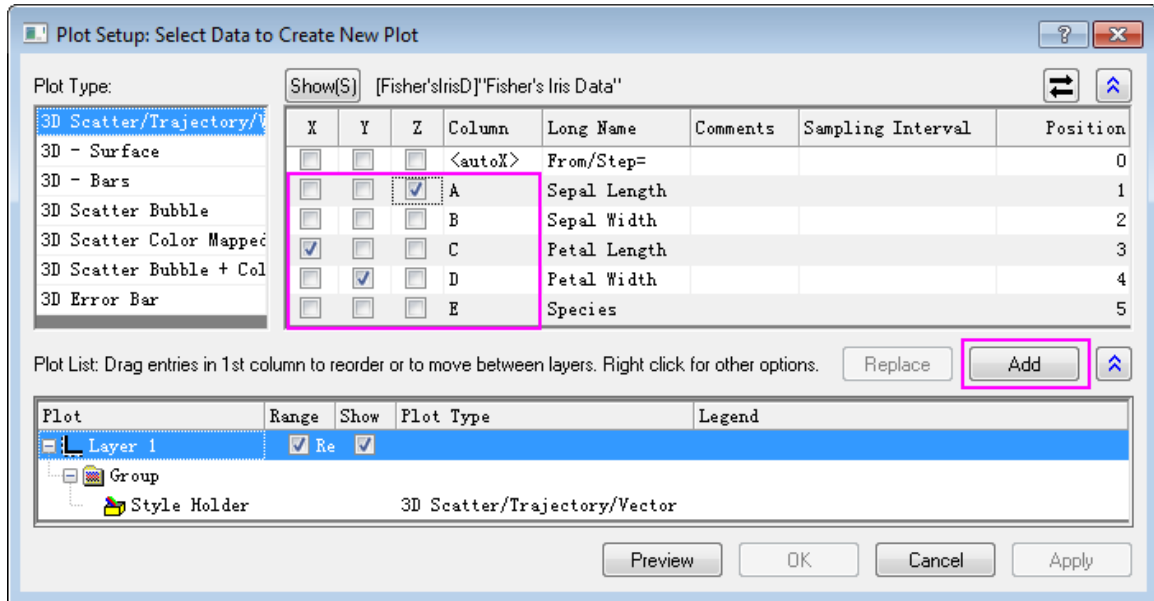 Plot Setup: Select Data to Create New Plot
Plot Type:
Show(S) [Fisher'sIrisD]"Fisher's Iris Data"
3D Scatter/Trajectory/V
3D - Surface
3D - Bars
3D Scatter Bubble
3D Scatter Color Mapped
3D Scatter Bubble + Col
3D Error Bar
X Y Z Column Long Name Comments Sampling Interval Position
<autoX> From/Step= 0
A Sepal Length 1
B Sepal Width 2
C Petal Length 3
D Petal Width 4
E Species 5
Plot List: Drag entries in 1st column to reorder or to move between layers. Right click for other options. Replace Add
Plot Range Show Plot Type Legend
Layer 1 Re
Group
Style Holder 3D Scatter/Trajectory/Vector
Preview OK Cancel Apply